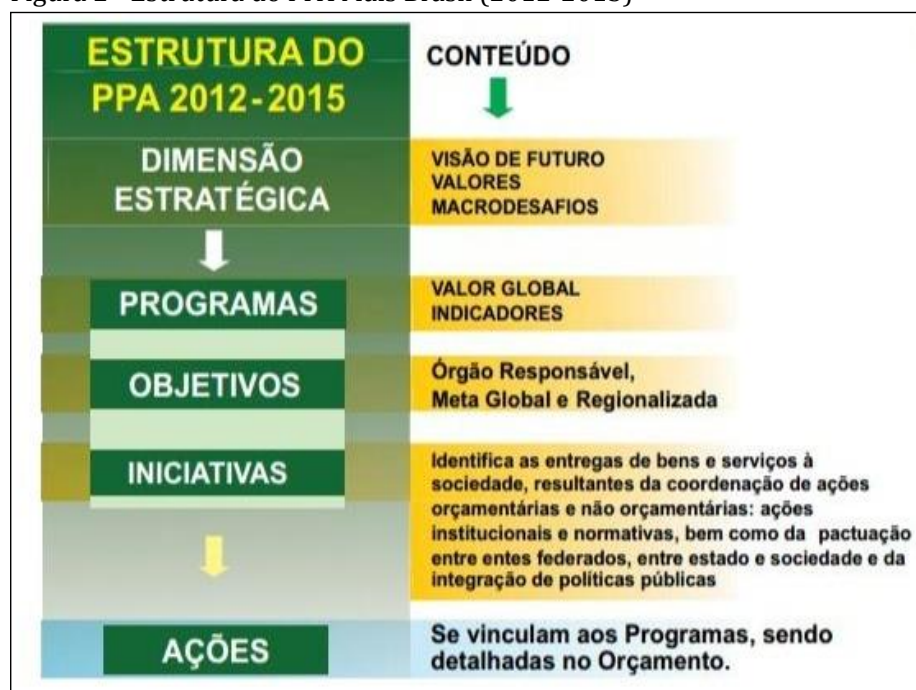 ESTRUTURA DO
PPA 2012-2015
CONTEÚDO
DIMENSÃO
ESTRATÉGICA
VISÃO DE FUTURO
VALORES
MACRODESAFIOS
PROGRAMAS
VALOR GLOBAL
INDICADORES
OBJETIVOS
Órgão Responsável,
Meta Global e Regionalizada
INICIATIVAS
Identifica as entregas de bens e serviços à
sociedade, resultantes da coordenação de ações
orçamentárias e não orçamentárias: ações
institucionais e normativas, bem como da pactuação
entre entes federados, entre estado e sociedade e da
integração de políticas públicas
AÇÕES
Se vinculam aos Programas, sendo
detalhadas no Orçamento.